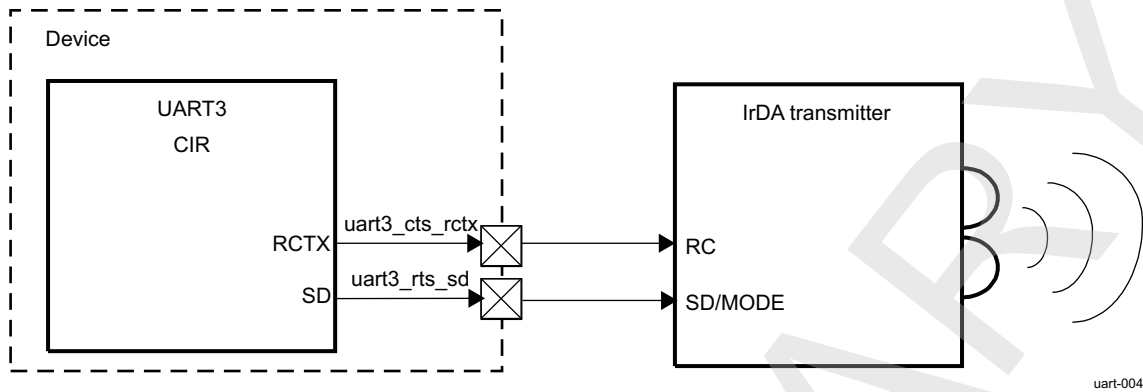 Device
UART3
CIR
IrDA transmitter
uart3_cts_rctx
RCTX
RC
uart3_rts_sd
SD
SD/MODE
uart-004